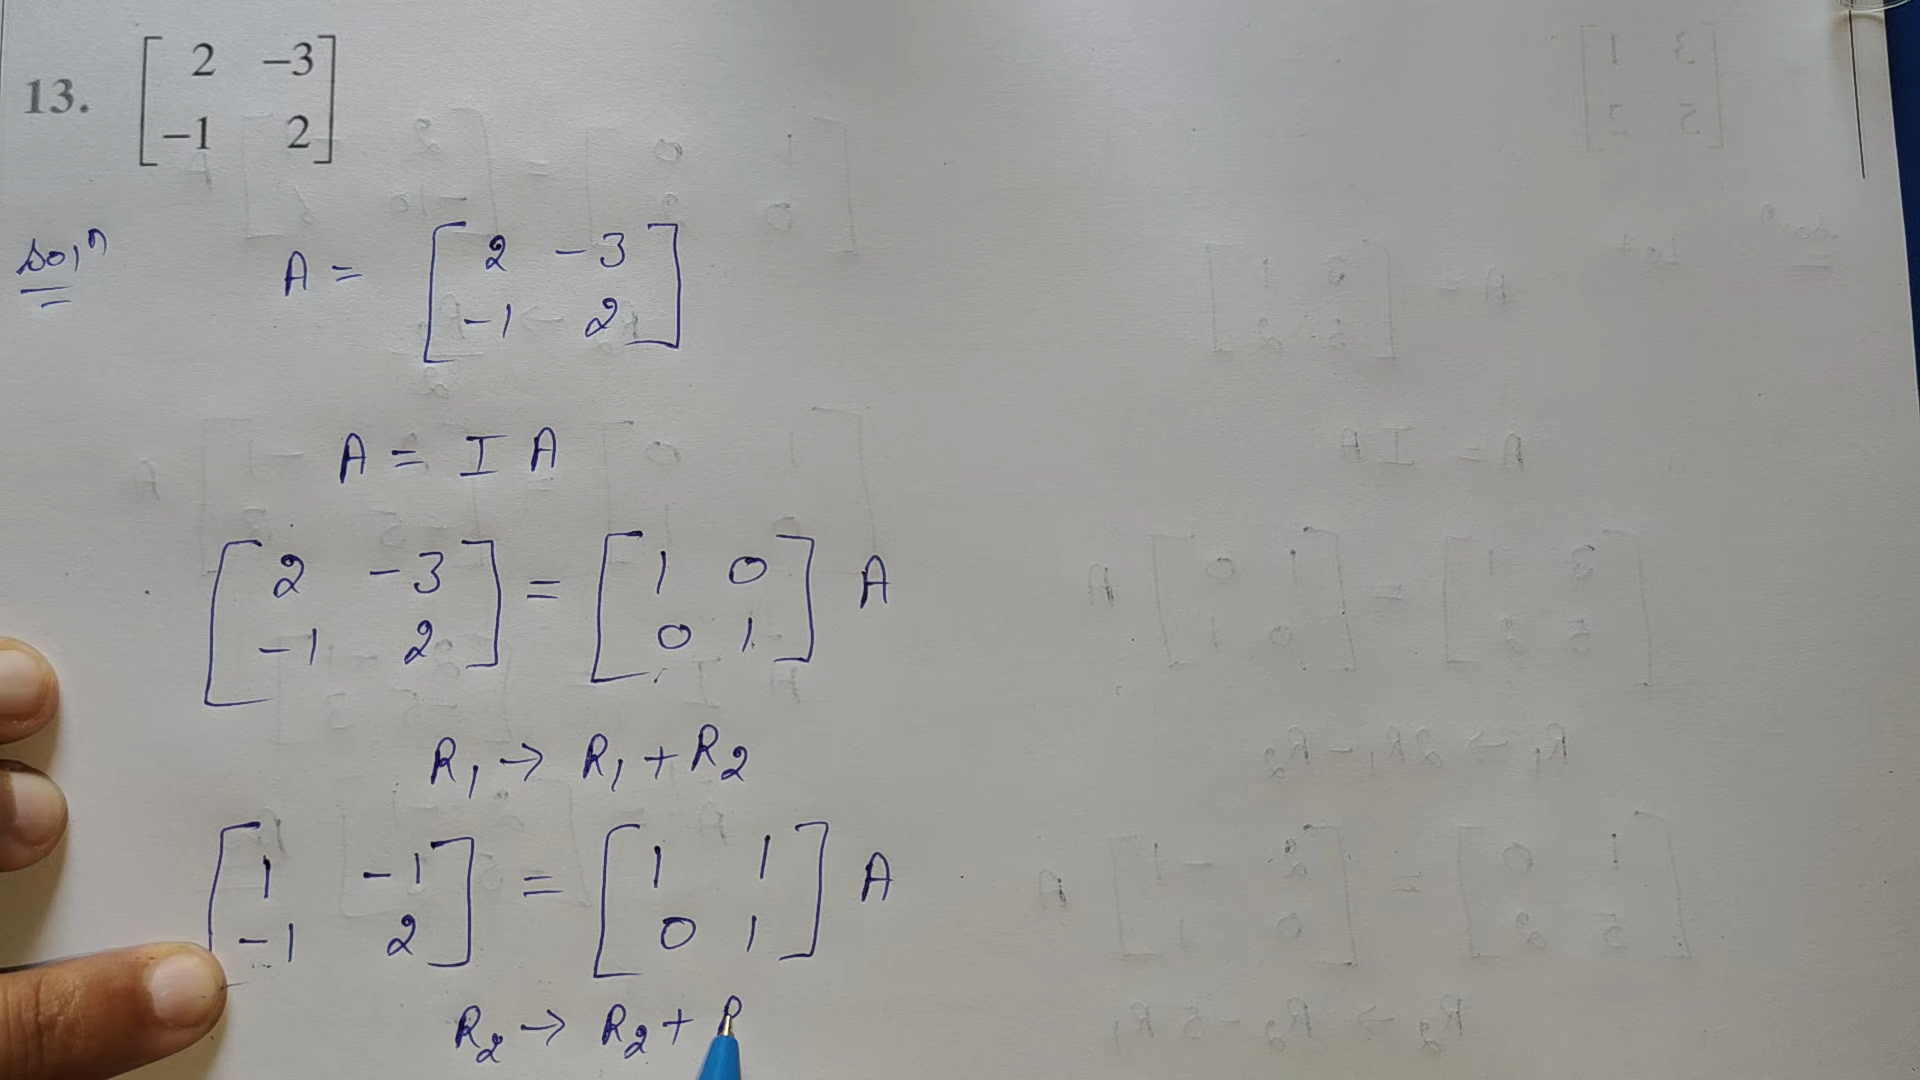 13. [2 -3
-1 2]
Sol^n A = [2 -3
-1 2]
A = I A
[2 -3
-1 2] = [1 0
0 1] A
R₁ → R₁ + R₂
[1 -1
-1 2] = [1 1
0 1] A
R₂ → R₂ + R